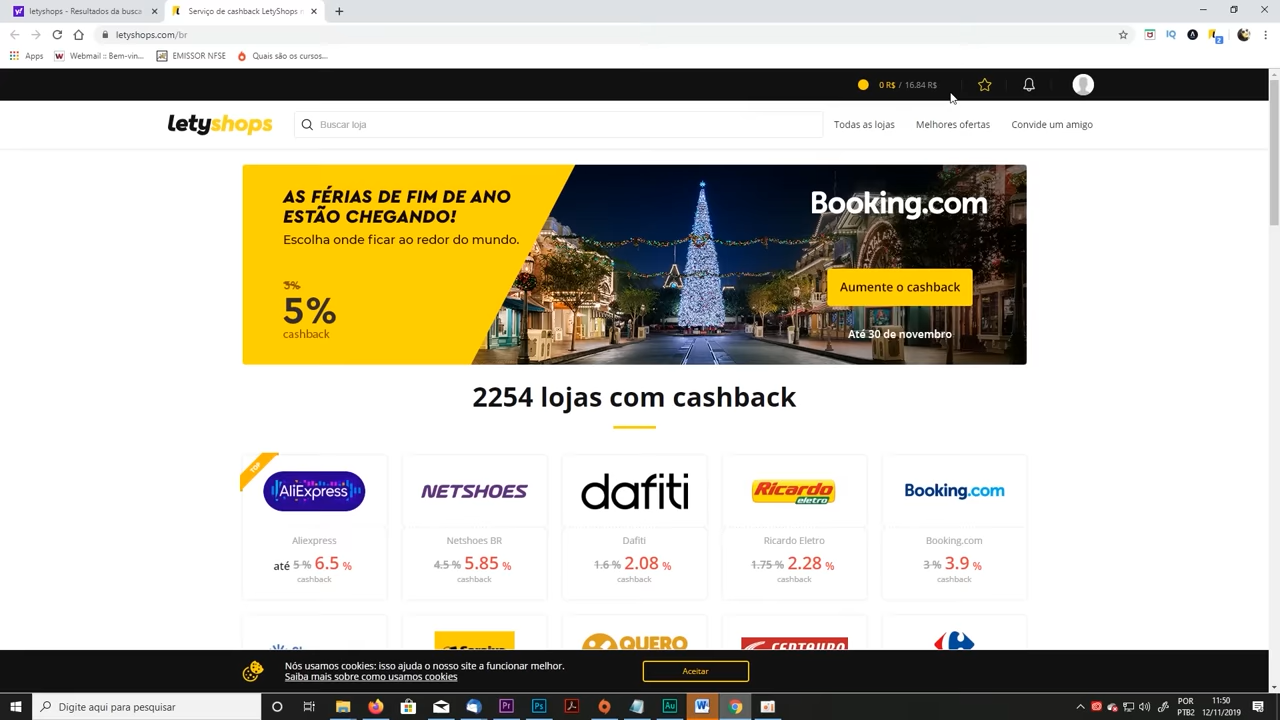 letyshops - Resultados da busca
Serviço de cashback LetyShops
letyshops.com/br
Apps
Webmail :: Bem-vin...
EMISSOR NFSE
Quais são os cursos...
0 R$ / 16.84 R$
letyshops
Buscar loja
Todas as lojas
Melhores ofertas
Convide um amigo
AS FÉRIAS DE FIM DE ANO
ESTÃO CHEGANDO!
Escolha onde ficar ao redor do mundo.
3%
5%
cashback
Booking.com
Aumente o cashback
Até 30 de novembro
2254 lojas com cashback
TOP
AliExpress
NETSHOES
dafiti
Ricardo
eletro
Booking.com
Aliexpress
Netshoes BR
Dafiti
Ricardo Eletro
Booking.com
até 5 % 6.5 %
4.5 % 5.85 %
1.6 % 2.08 %
1.75 % 2.28 %
3 % 3.9 %
cashback
cashback
cashback
cashback
cashback
QUERO
CENTAURO
Nós usamos cookies: isso ajuda o nosso site a funcionar melhor.
Saiba mais sobre como usamos cookies
Aceitar
Digite aqui para pesquisar
POR
PTB2
11:50
12/11/2019